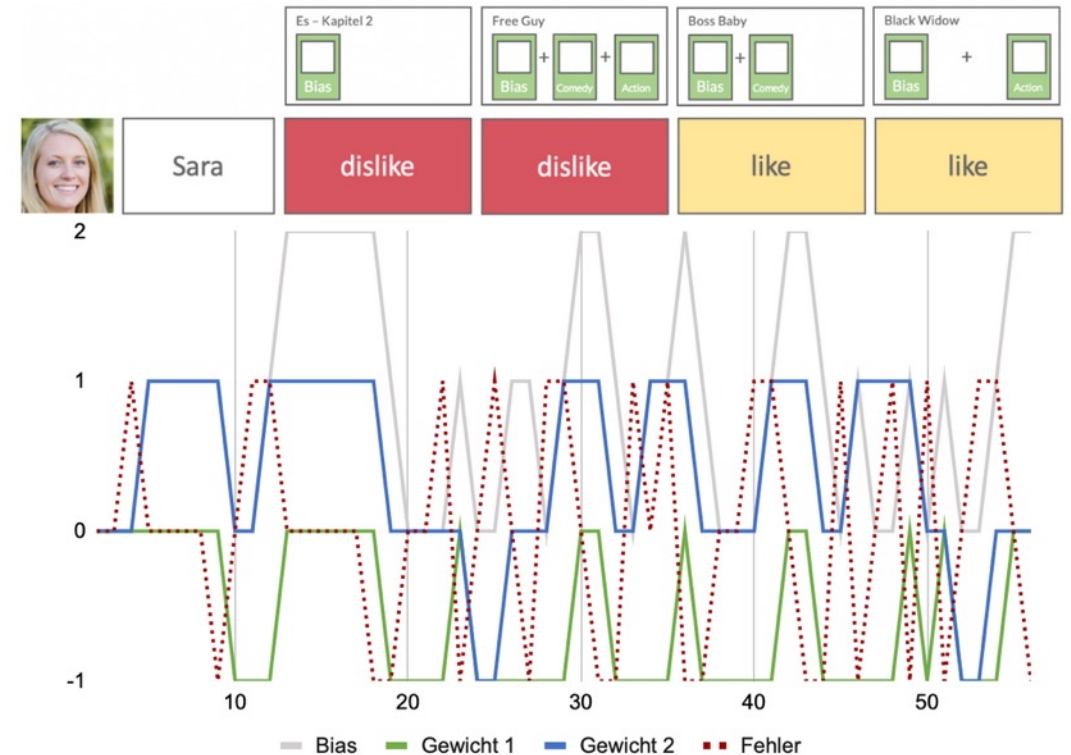 Es – Kapitel 2
Bias
Free Guy
Bias + Comedy + Action
Boss Baby
Bias + Comedy
Black Widow
Bias + Action
Sara
dislike
dislike
like
like
2
1
0
-1
10 20 30 40 50
Bias Gewicht 1 Gewicht 2 Fehler